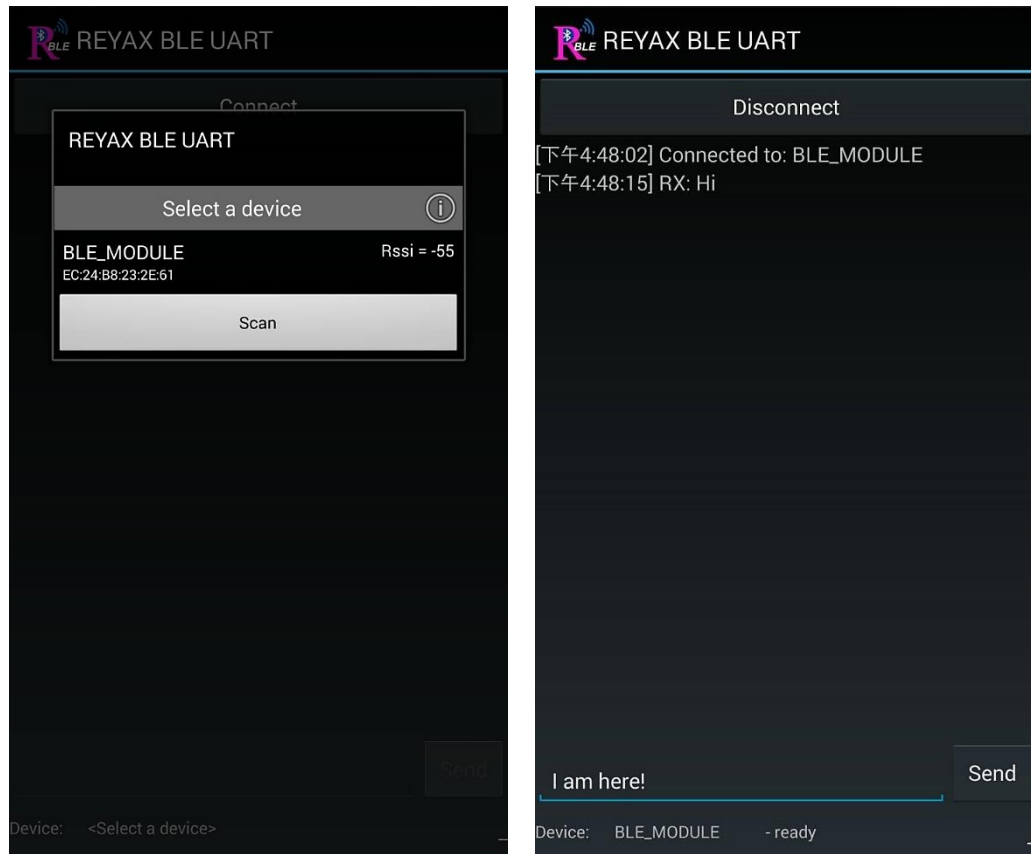 RBLE REYAX BLE UART
Connect
REYAX BLE UART
Select a device
BLE_MODULE Rssi = -55
EC:24:B8:23:2E:61
Scan
Send
Device: <Select a device>
RBLE REYAX BLE UART
Disconnect
[下午4:48:02] Connected to: BLE_MODULE
[下午4:48:15] RX: Hi
I am here! Send
Device: BLE_MODULE - ready